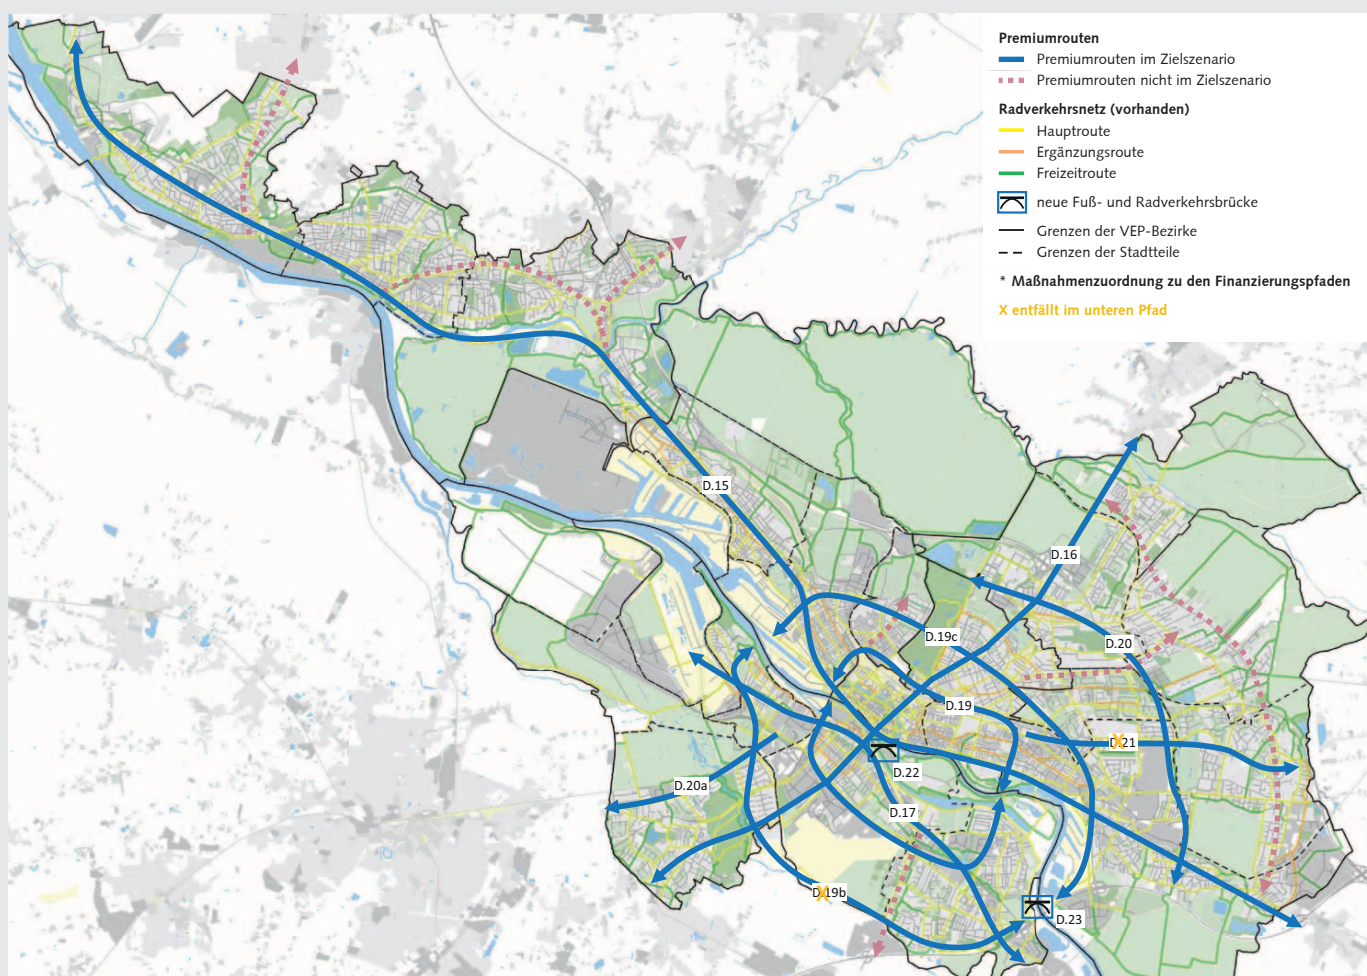 Premiumrouten
Premiumrouten im Zielszenario
Premiumrouten nicht im Zielszenario
Radverkehrsnetz (vorhanden)
Hauptroute
Ergänzungsroute
Freizeitroute
neue Fuß- und Radverkehrsbrücke
Grenzen der VEP-Bezirke
Grenzen der Stadtteile
* Maßnahmenzuordnung zu den Finanzierungspfaden
X entfällt im unteren Pfad
D.15
D.16
D.19c
D.20
D.19
D.21
X
D.22
D.20a
D.17
D.19b
X
D.23